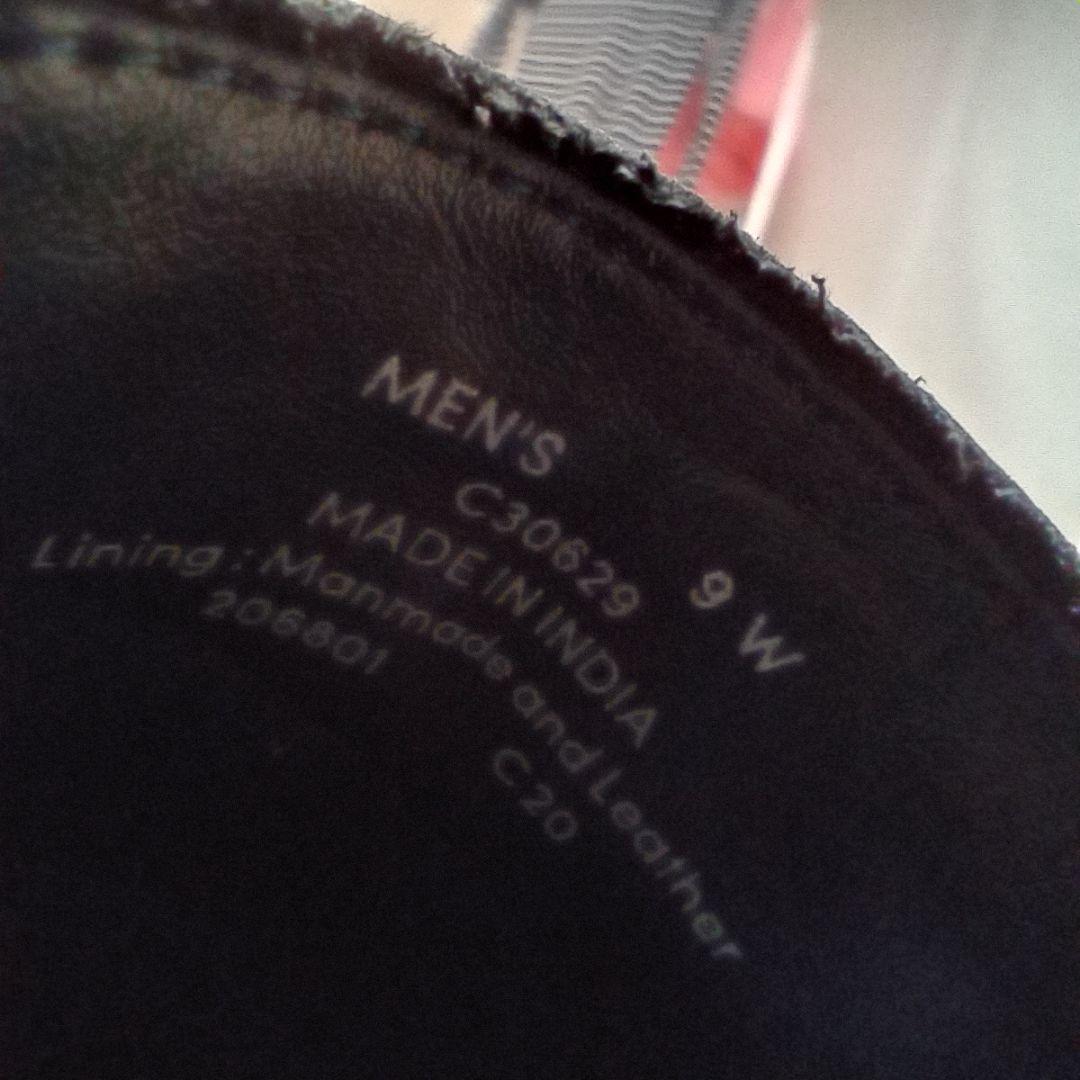 MEN'S
C30629 9 W
MADE IN INDIA
Lining: Manmade and Leather
206801 C20